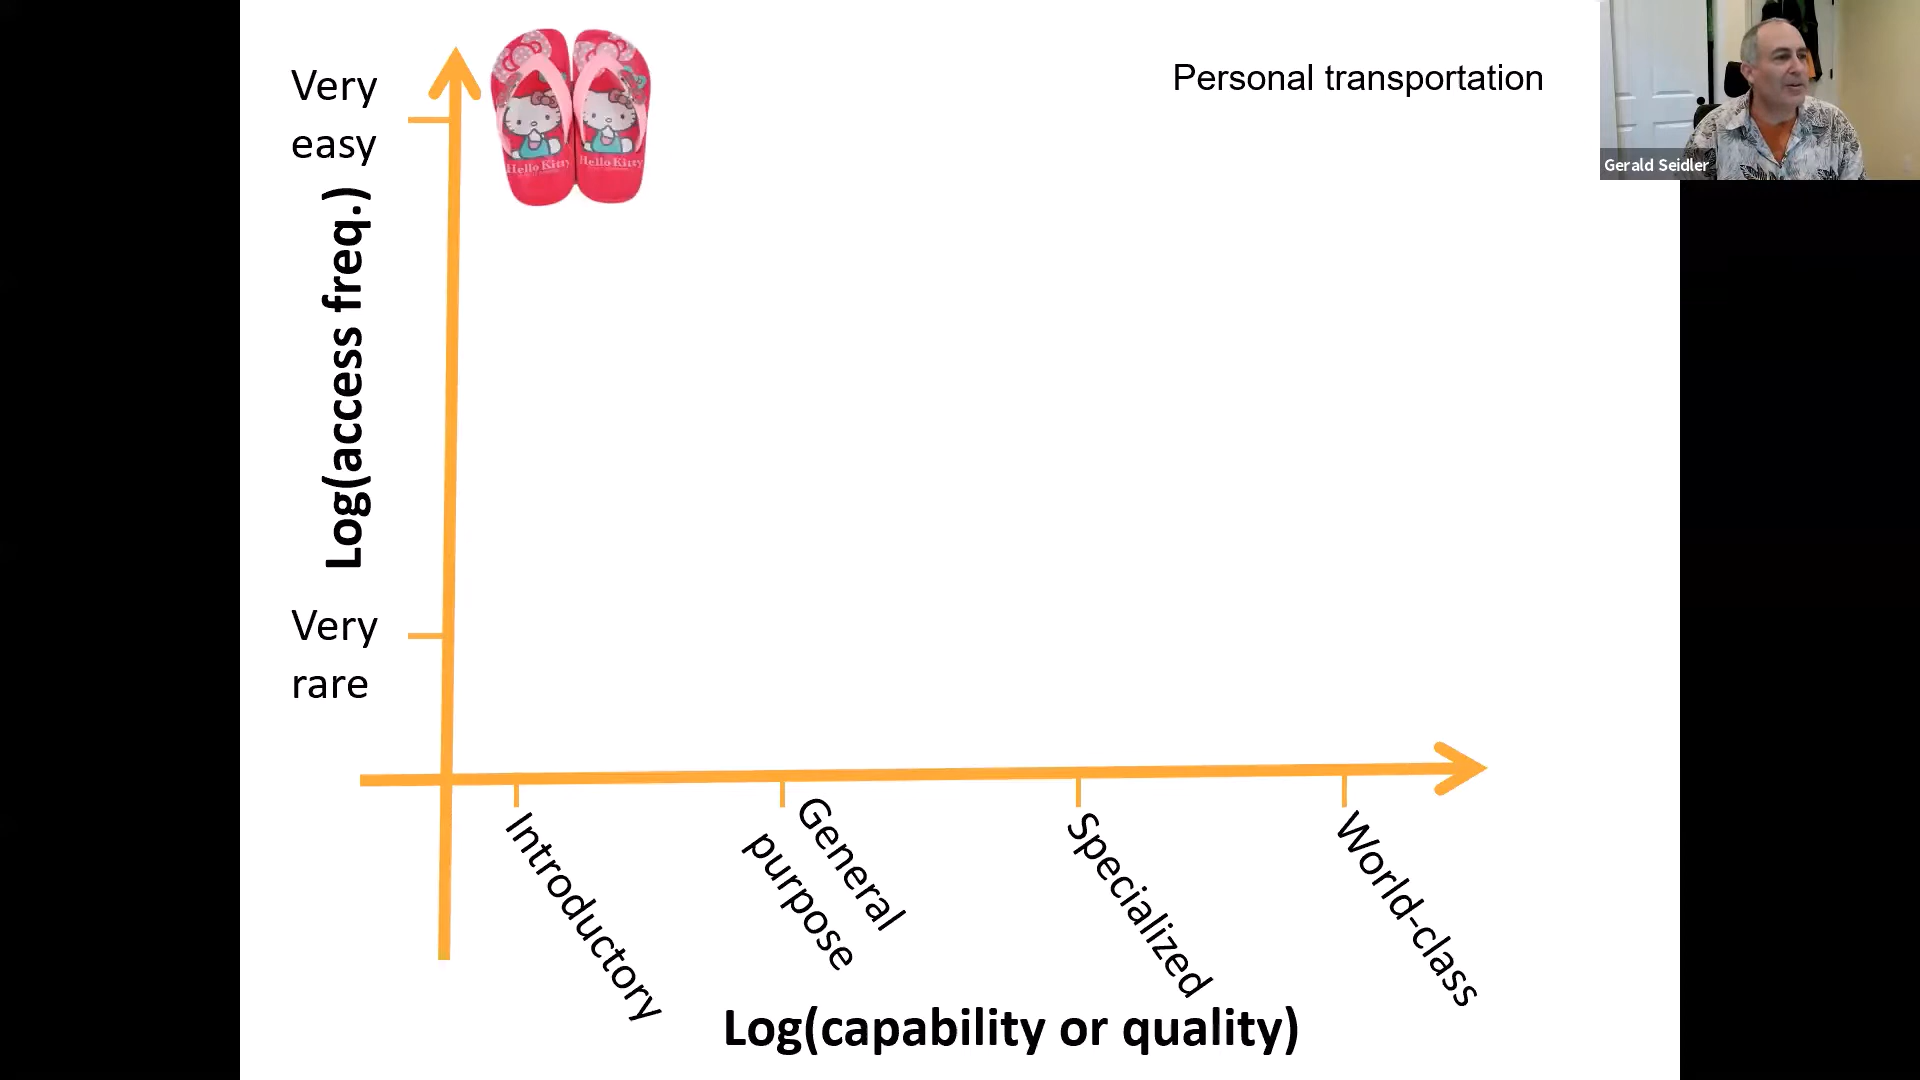 Personal transportation
Gerald Seidler
Very
easy
Log(access freq.)
Very
rare
Hello Kitty
Hello Kitty
Introductory
General
purpose
Specialized
World-class
Log(capability or quality)